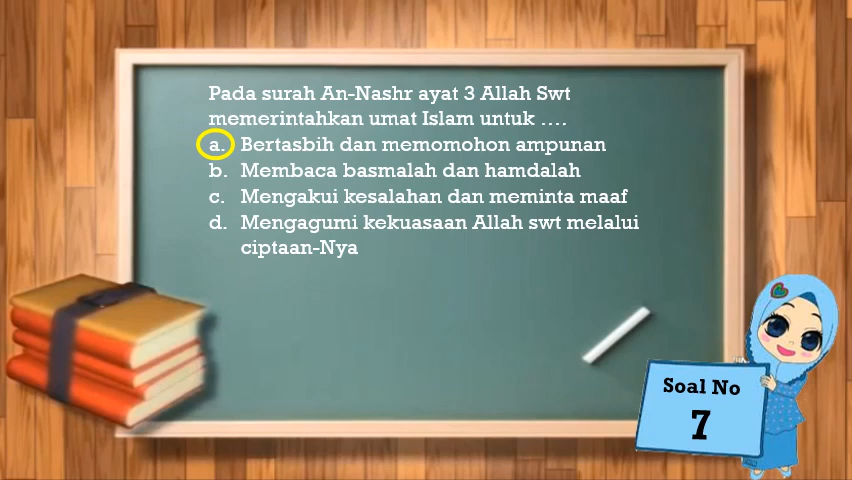 Pada surah An-Nashr ayat 3 Allah Swt
memerintahkan umat Islam untuk ....
a. Bertasbih dan memomohon ampunan
b. Membaca basmalah dan hamdalah
c. Mengakui kesalahan dan meminta maaf
d. Mengagumi kekuasaan Allah swt melalui
ciptaan-Nya
Soal No
7